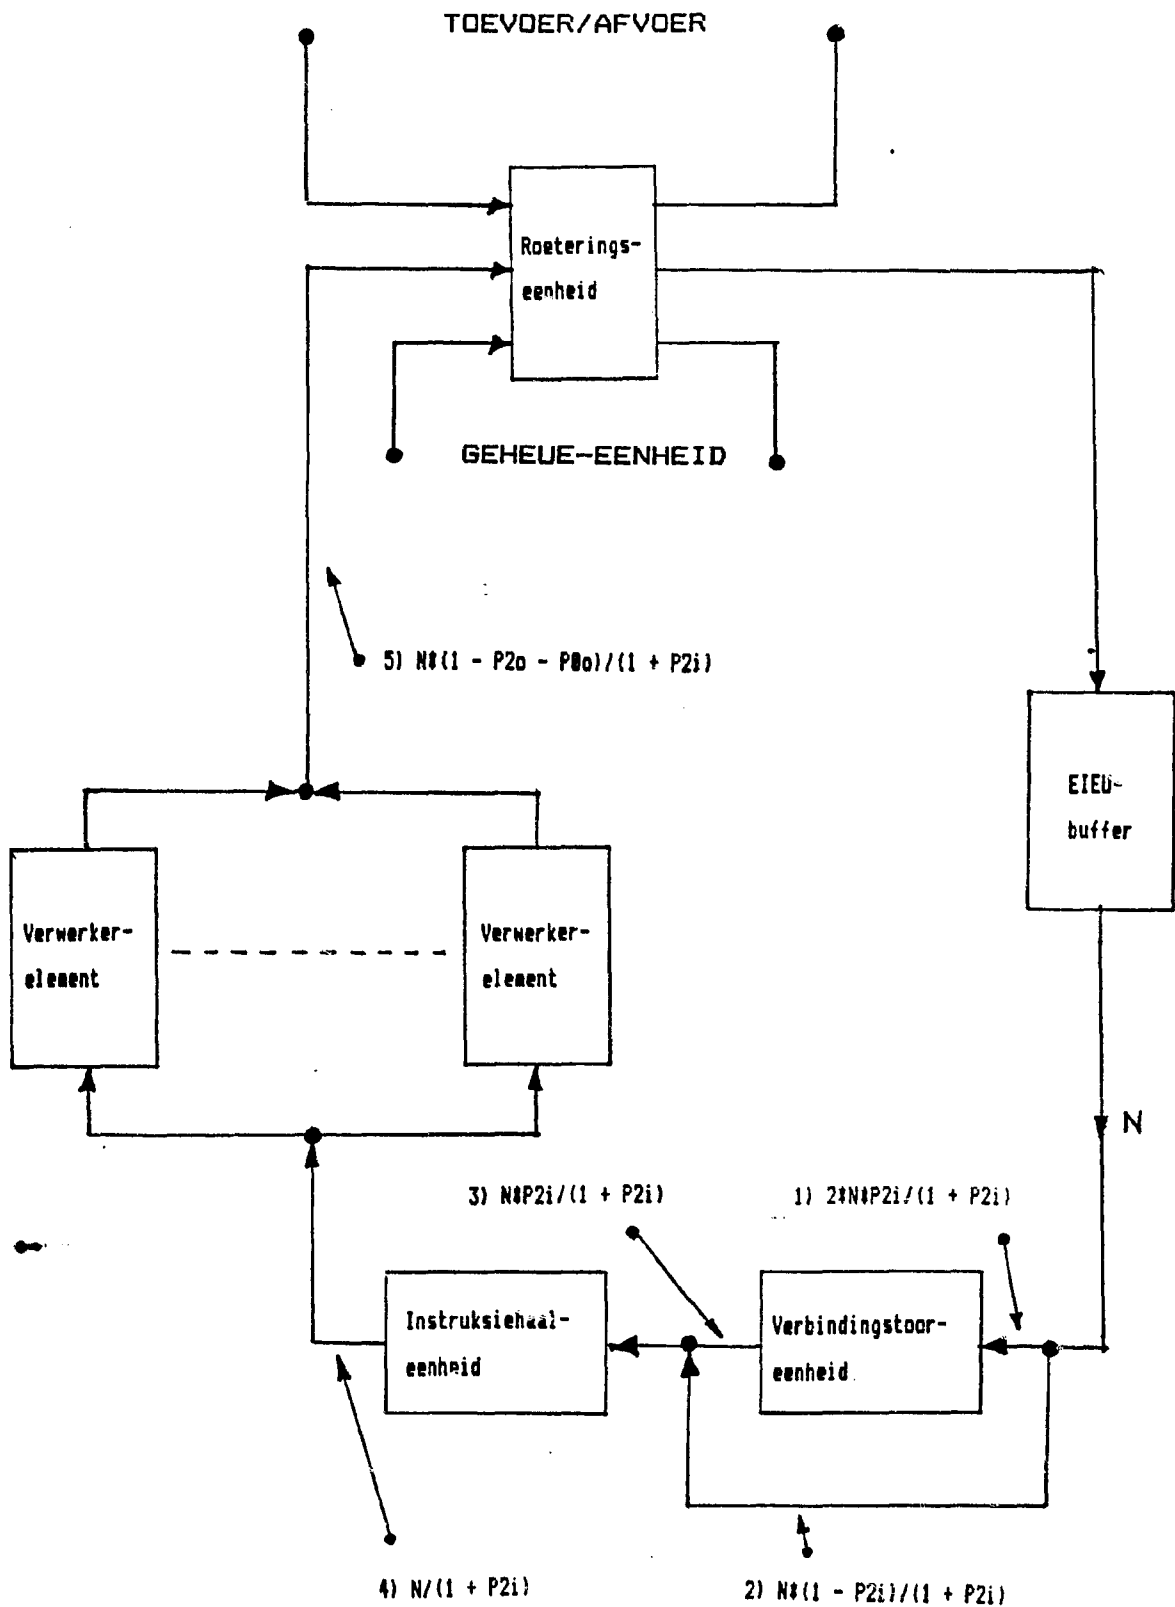 TOEVOER/AFVOER
Roeterings-
eenheid
GEHEUE-EENHEID
5) N*(1 - P2o - P0o)/(1 + P2i)
EIEU-
buffer
Verwerker-
element
Verwerker-
element
N
3) N*P2i/(1 + P2i)
1) 2*N*P2i/(1 + P2i)
Instruksiehaal-
eenheid
Verbindingstoor-
eenheid
4) N/(1 + P2i)
2) N*(1 - P2i)/(1 + P2i)